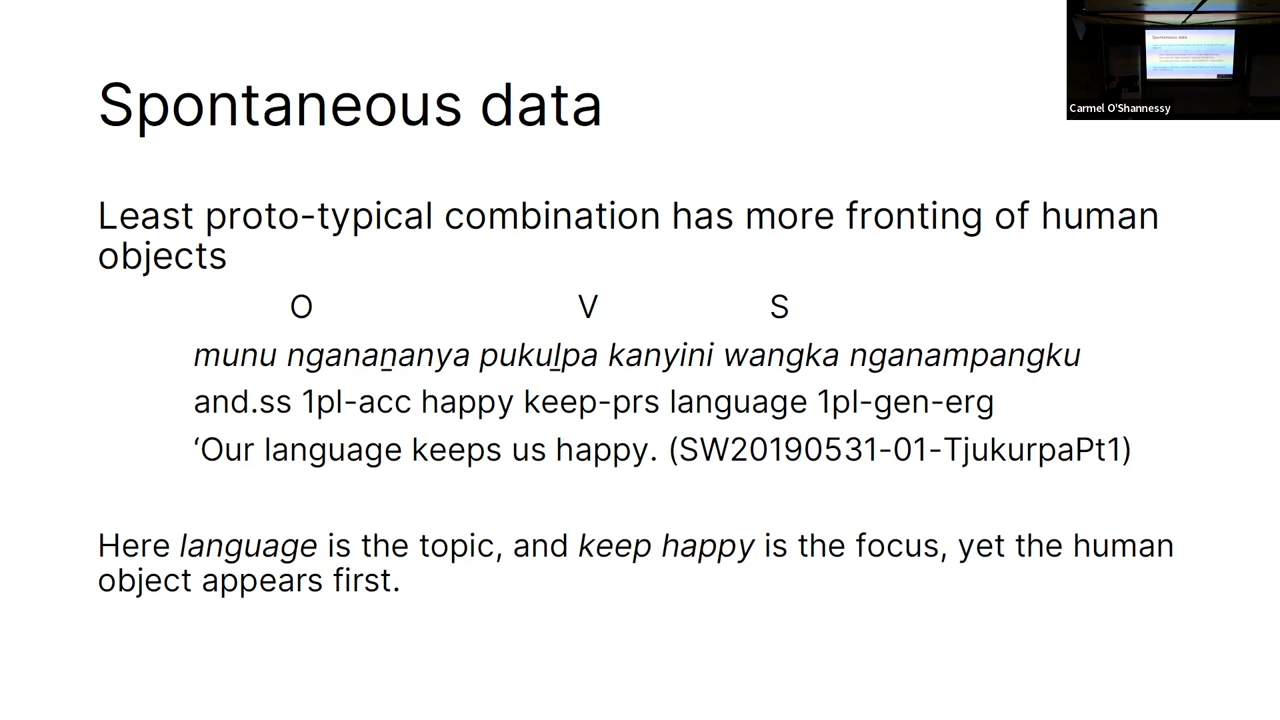 Spontaneous data
Carmel O'Shannessy
Least proto-typical combination has more fronting of human
objects
O V S
munu nganaṉanya pukuḻpa kanyini wangka nganampangku
and.ss 1pl-acc happy keep-prs language 1pl-gen-erg
‘Our language keeps us happy. (SW20190531-01-TjukurpaPt1)
Here language is the topic, and keep happy is the focus, yet the human
object appears first.